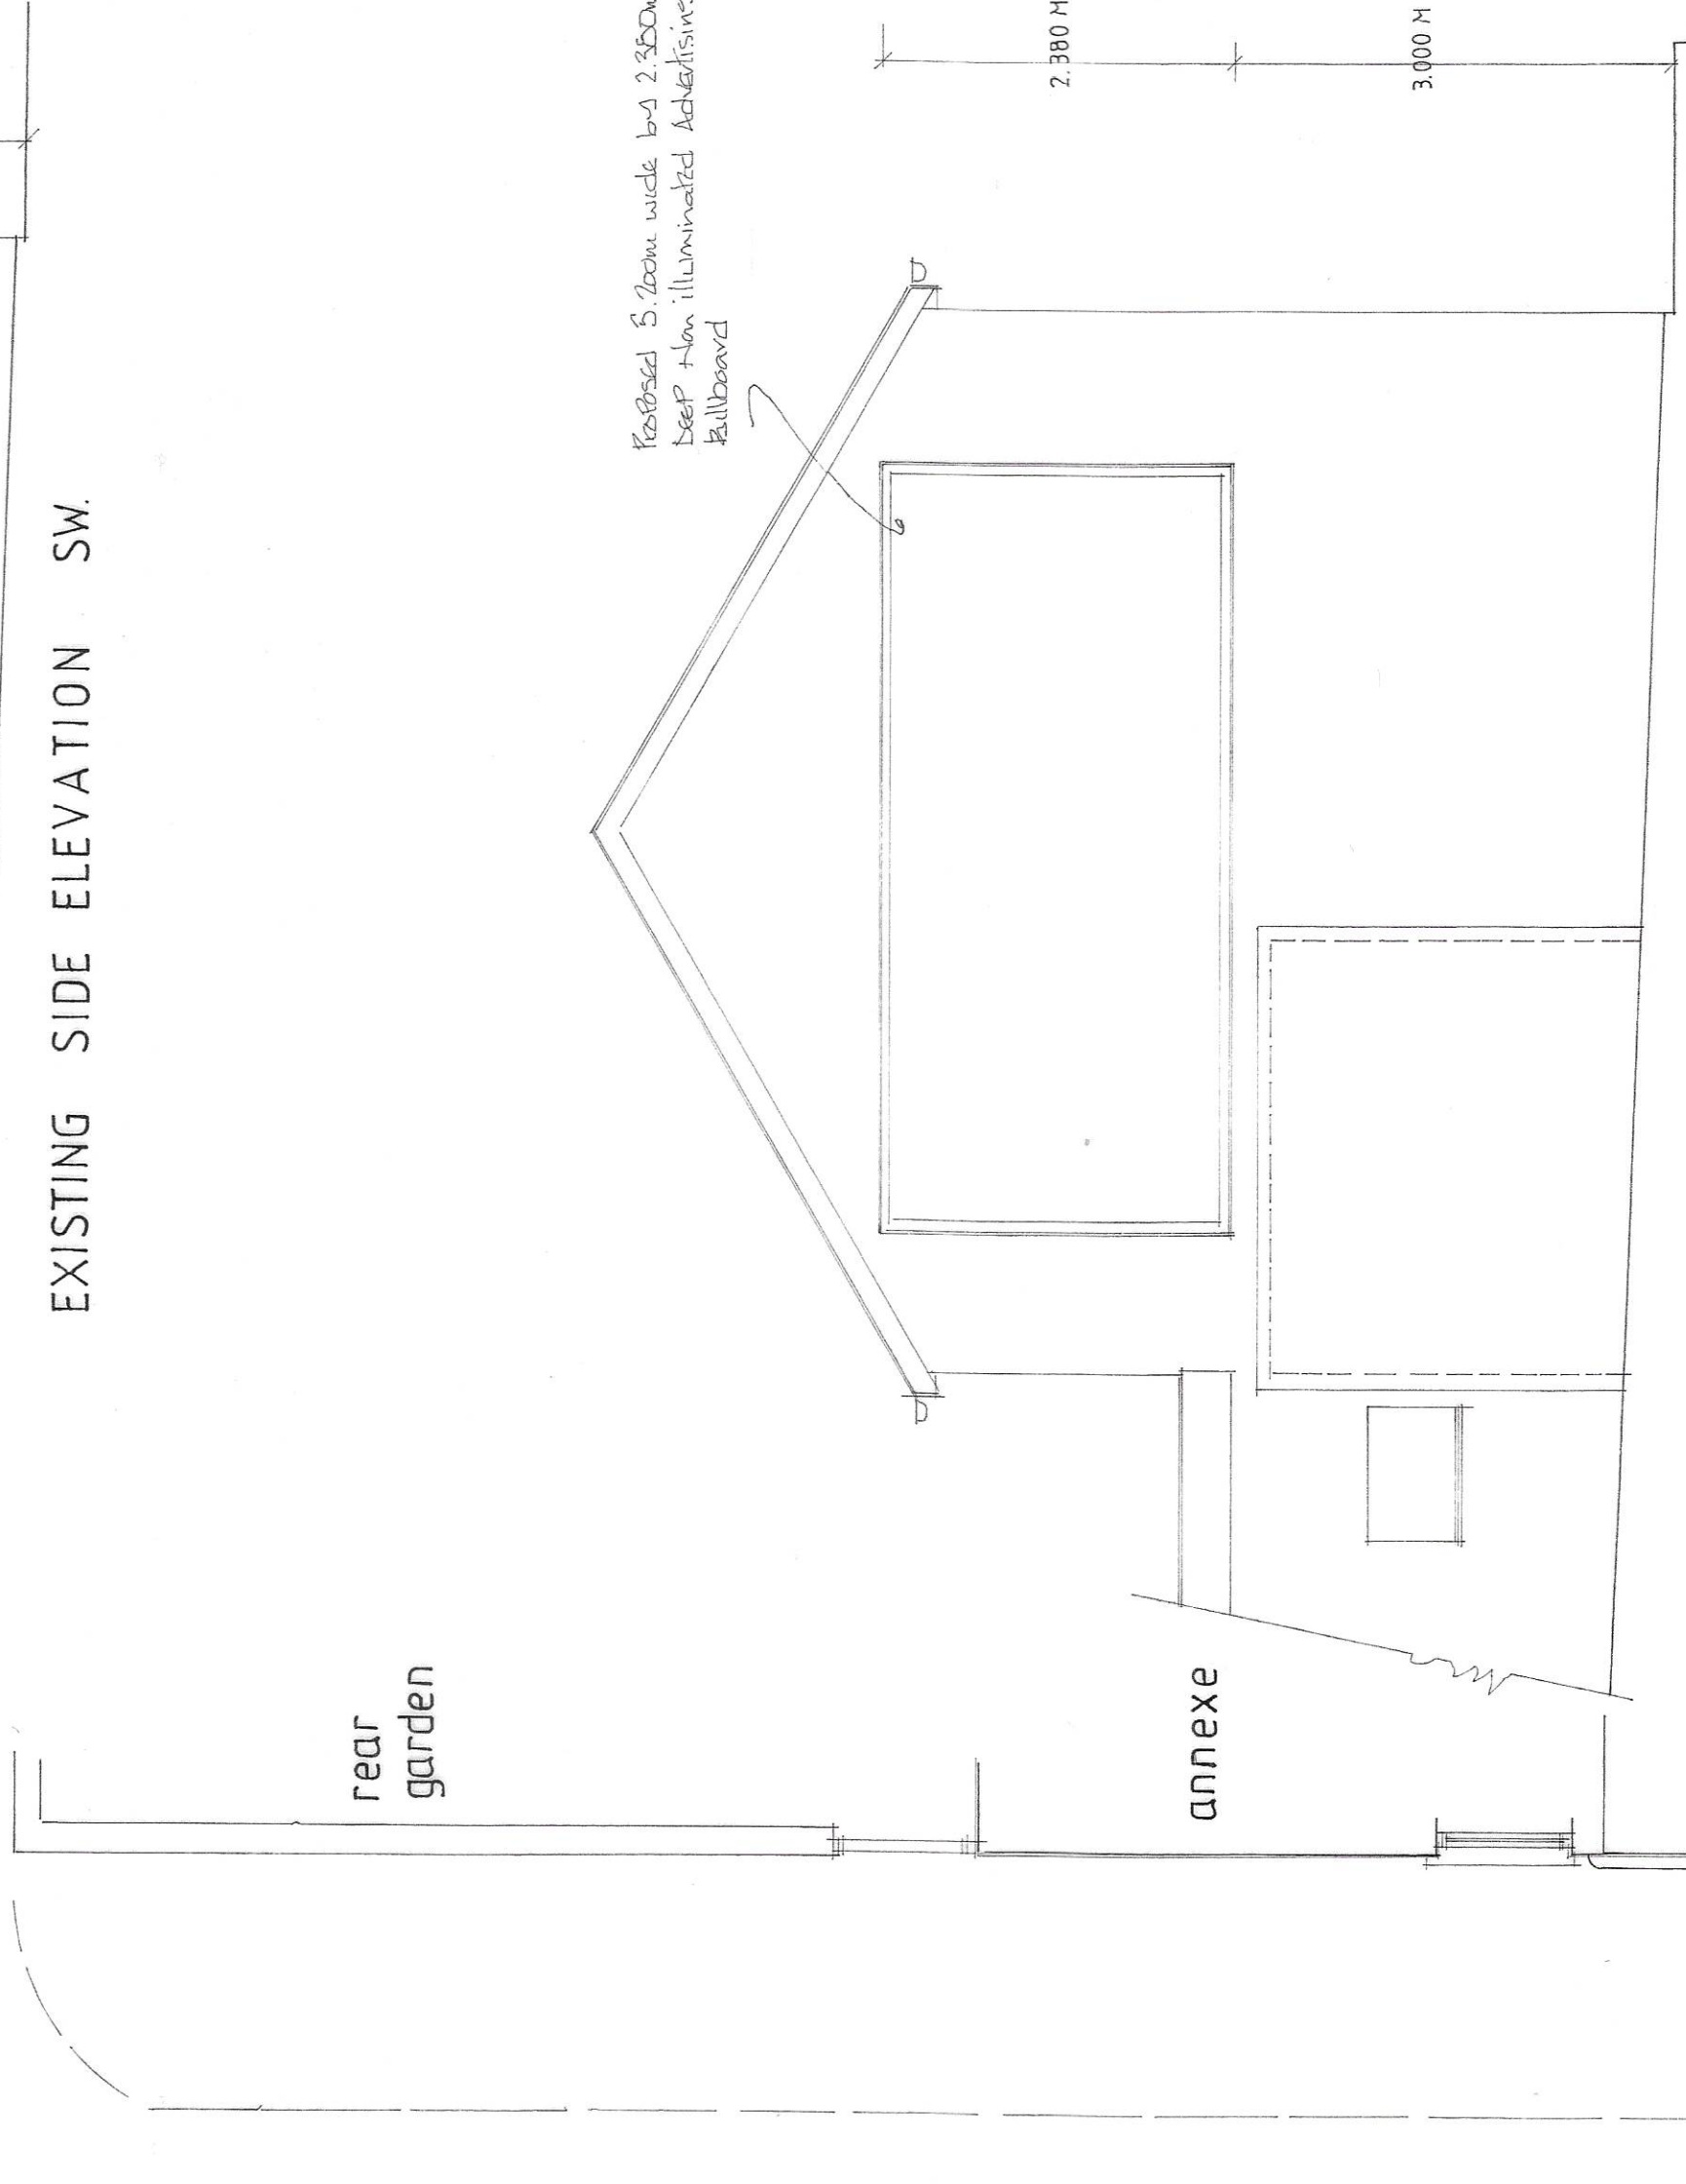 EXISTING SIDE ELEVATION SW.
Proposed 5.200m wide by 2.380m
Deep Non illuminated Advertising
Billboard
2.380 M
3.000 M
D
D
rear
garden
annexe